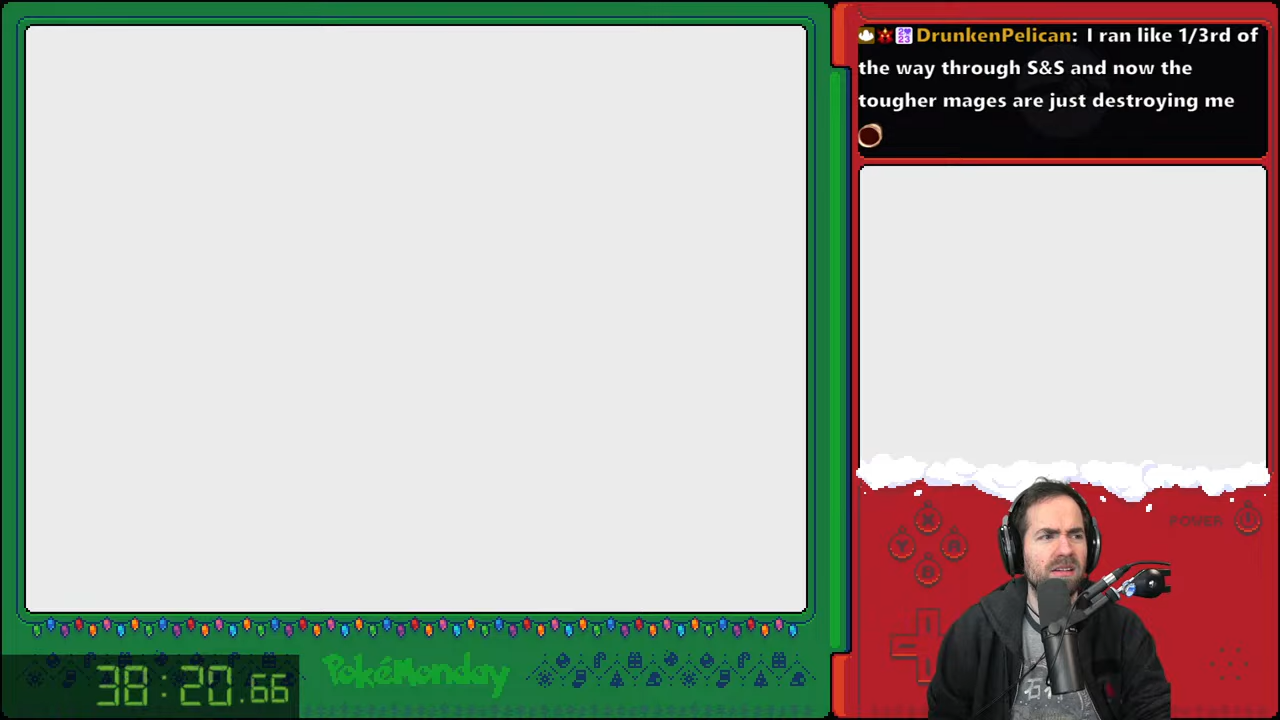 DrunkenPelican: I ran like 1/3rd of
the way through S&S and now the
tougher mages are just destroying me
X
Y
A
B
POWER
38:20.66
PokéMonday